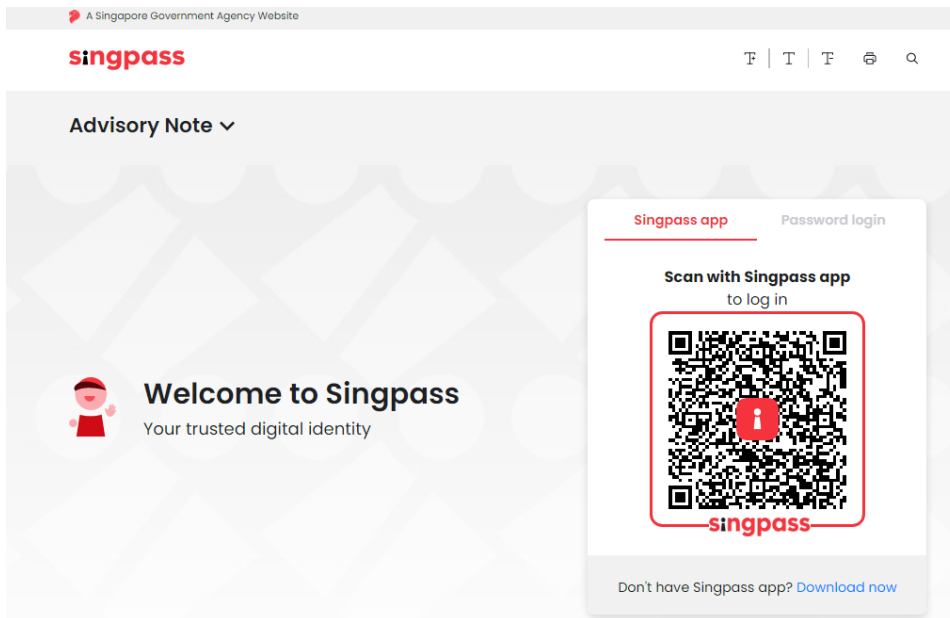 A Singapore Government Agency Website
singpass
T+ | T | T-
Advisory Note
Singpass app Password login
Scan with Singpass app
to log in
Welcome to Singpass
Your trusted digital identity
singpass
Don't have Singpass app? Download now